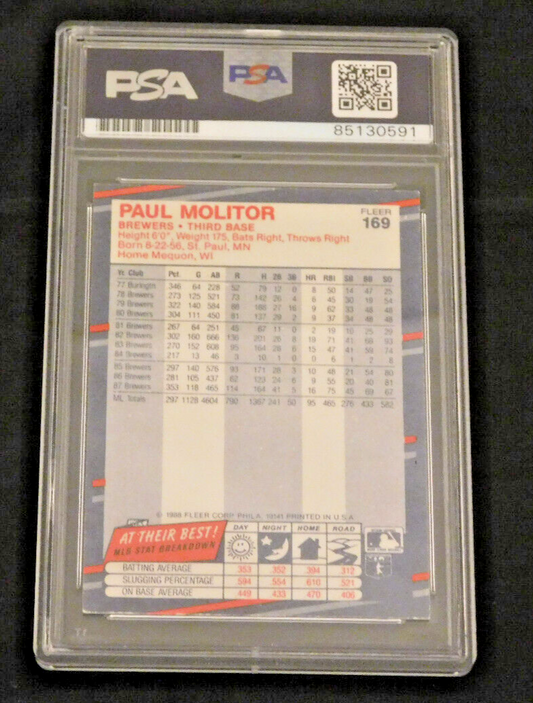 PSA PSA
85130591
PAUL MOLITOR
BREWERS • THIRD BASE
Height 6'0", Weight 175, Bats Right, Throws Right
Born 8-22-56, St. Paul, MN
Home Mequon, WI
FLEER
169
Yr. Club Pct. G AB R H 2B 3B HR RBI SB BB SO
77 Burlingtn 346 64 228 52 79 12 0 8 50 14 47 25
78 Brewers 273 125 521 73 142 26 4 6 45 30 19 54
79 Brewers 322 140 584 88 188 27 16 9 62 33 48 48
80 Brewers 304 111 450 81 137 29 2 9 37 34 48 48
81 Brewers 267 64 251 45 67 11 0 2 19 10 25 29
82 Brewers 302 160 666 136 201 26 8 19 71 41 69 93
83 Brewers 270 152 608 95 164 28 6 15 47 41 59 74
84 Brewers 217 13 46 3 10 1 0 0 6 1 2 8
85 Brewers 297 140 576 93 171 28 3 10 48 21 54 80
86 Brewers 281 105 437 62 123 24 6 9 55 20 40 81
87 Brewers 353 118 465 114 164 41 5 16 75 45 69 67
ML Totals 297 1128 4604 790 1367 241 50 95 465 276 433 582
© 1988 FLEER CORP. PHILA. 19141 PRINTED IN U.S.A.
AT THEIR BEST!
MLB STAT BREAKDOWN
DAY NIGHT HOME ROAD
BATTING AVERAGE 353 352 394 312
SLUGGING PERCENTAGE 594 554 610 521
ON BASE AVERAGE 449 433 470 406